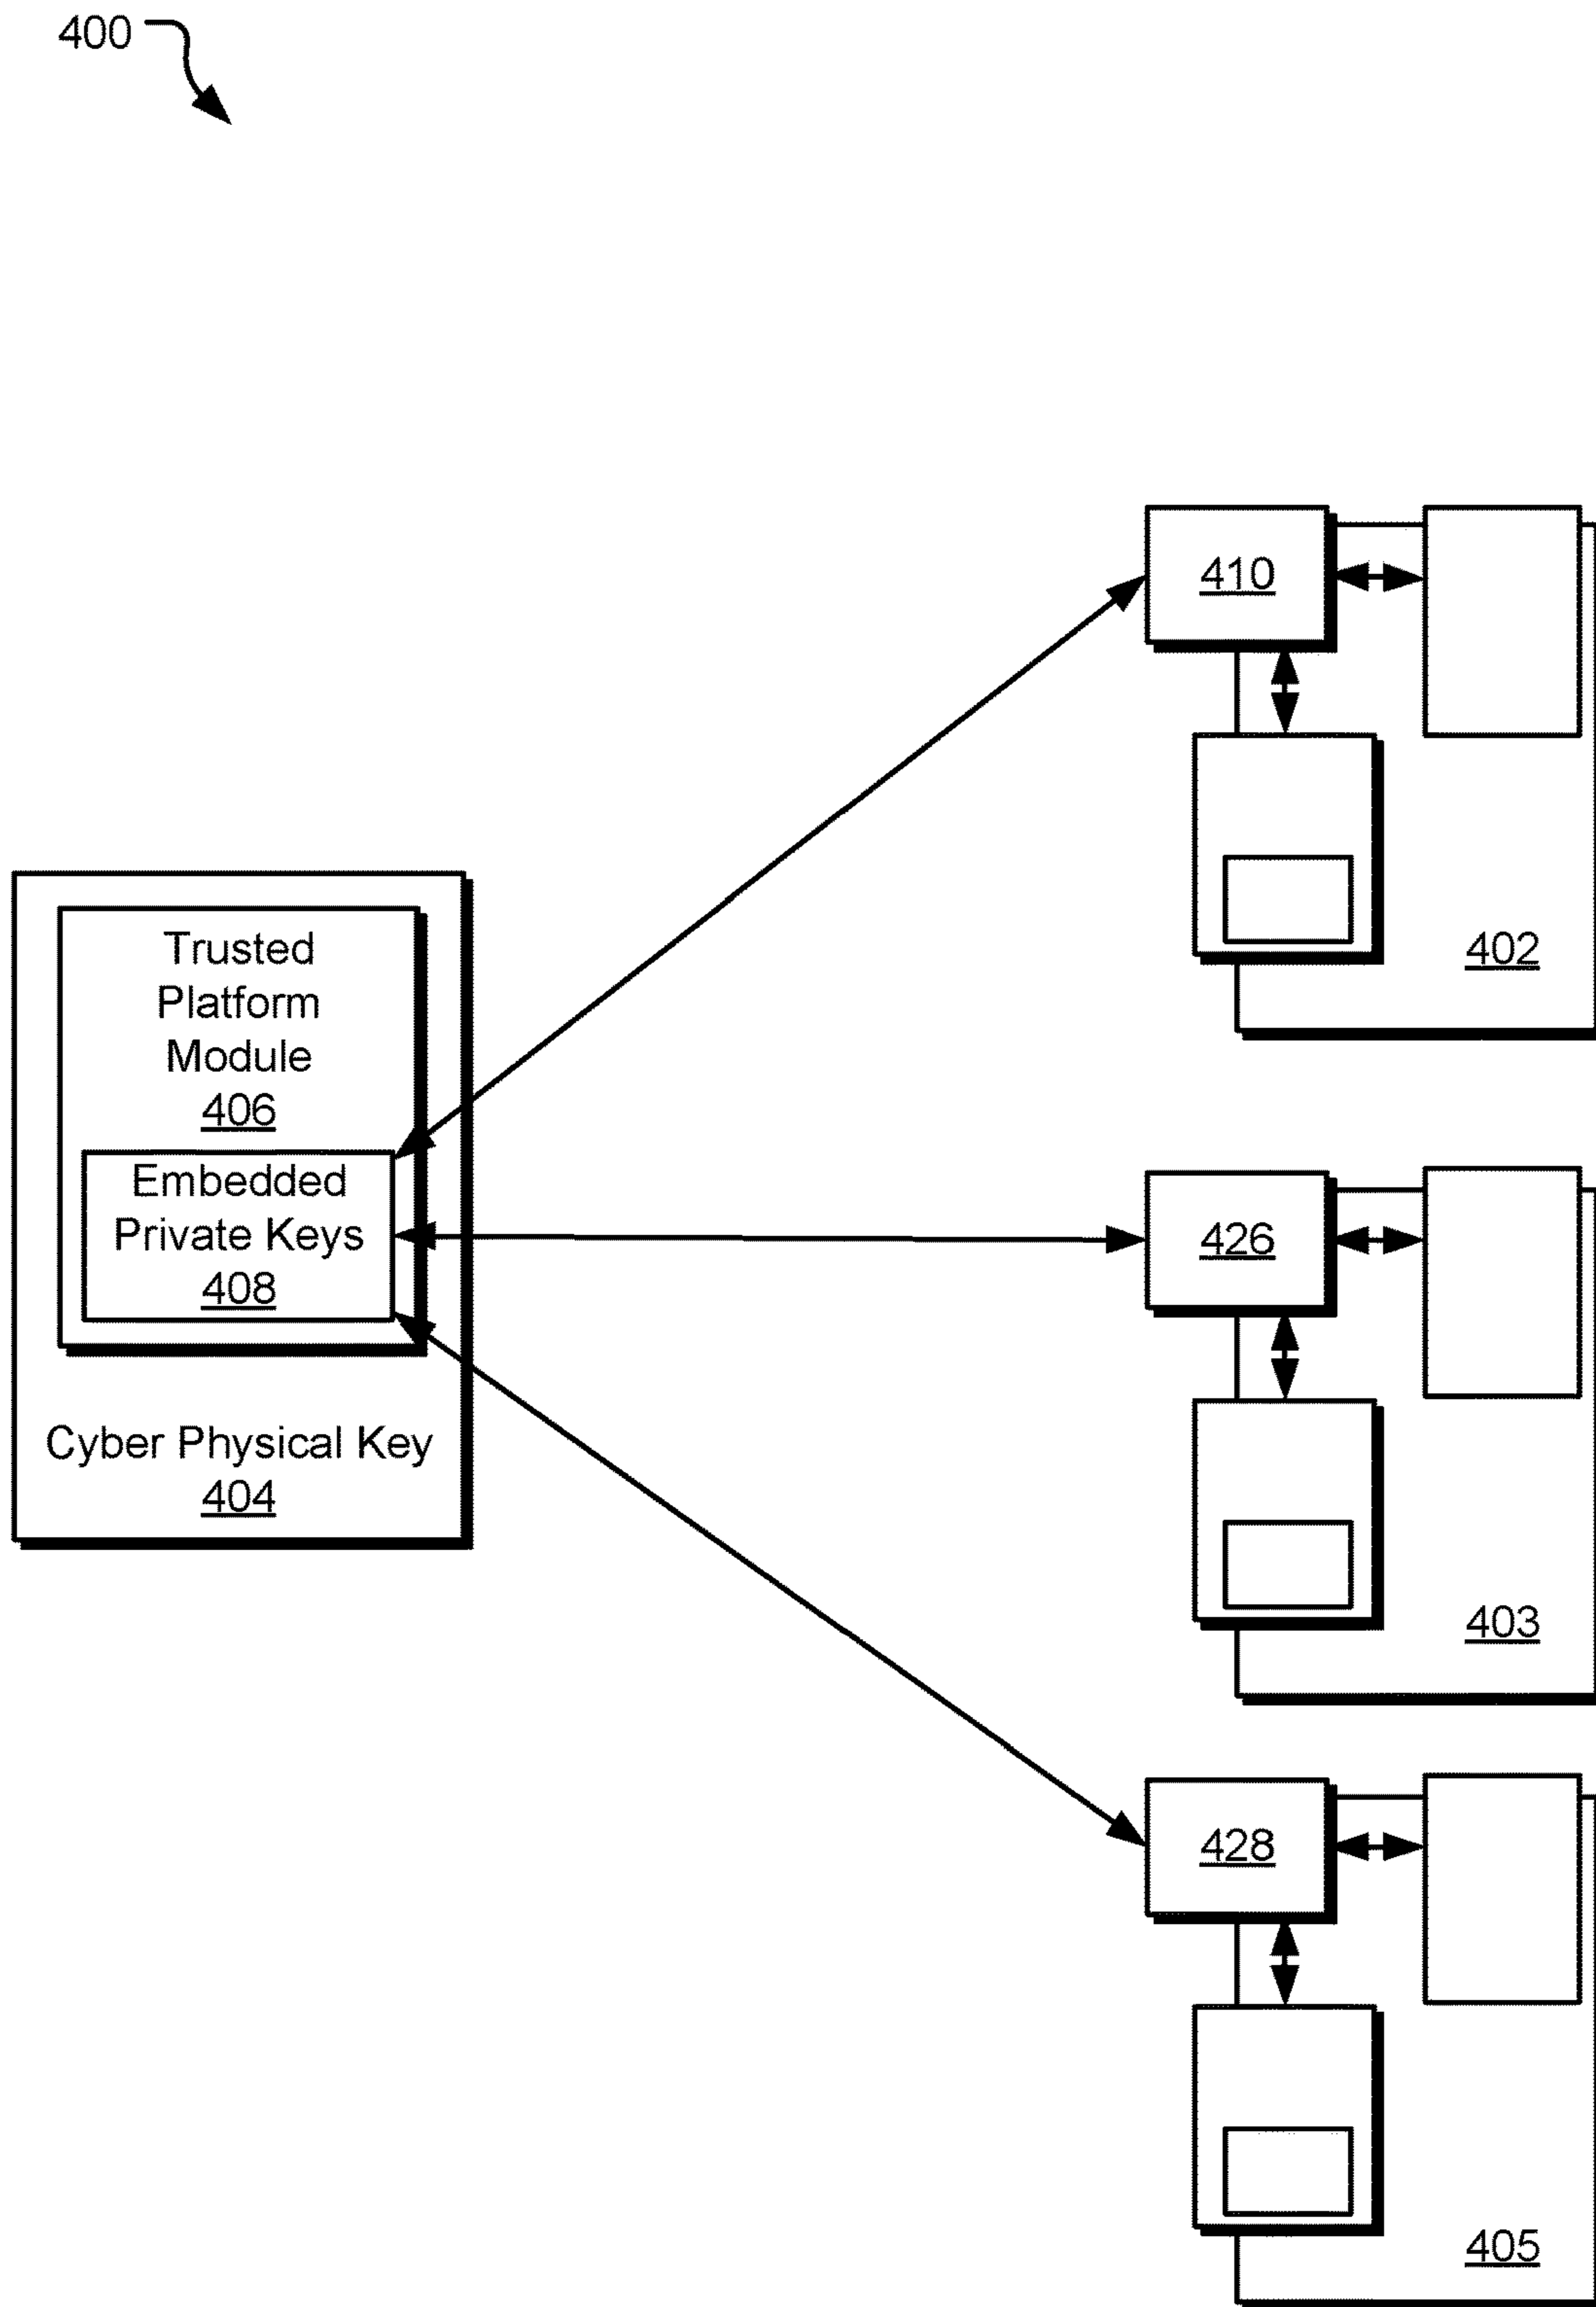 400
410
402
Trusted
Platform
Module
406
Embedded
Private Keys
408
Cyber Physical Key
404
426
403
428
405